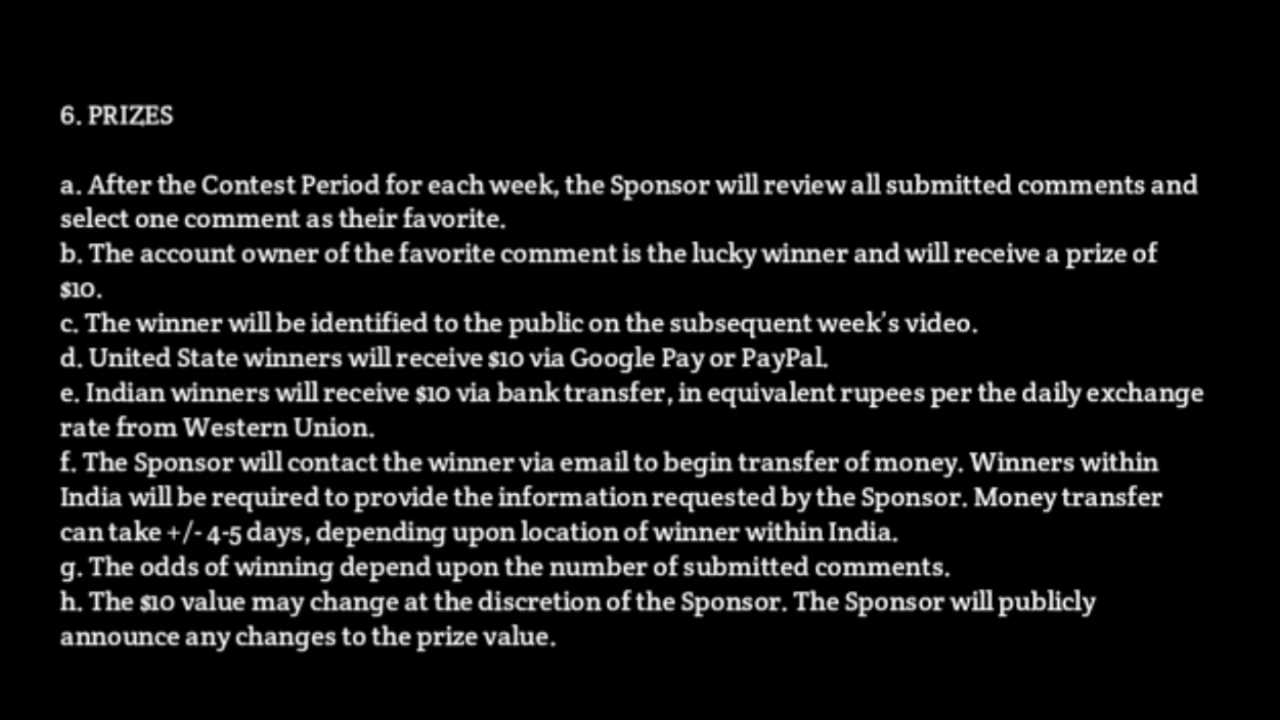 6. PRIZES
a. After the Contest Period for each week, the Sponsor will review all submitted comments and
select one comment as their favorite.
b. The account owner of the favorite comment is the lucky winner and will receive a prize of
$10.
c. The winner will be identified to the public on the subsequent week's video.
d. United State winners will receive $10 via Google Pay or PayPal.
e. Indian winners will receive $10 via bank transfer, in equivalent rupees per the daily exchange
rate from Western Union.
f. The Sponsor will contact the winner via email to begin transfer of money. Winners within
India will be required to provide the information requested by the Sponsor. Money transfer
can take +/- 4-5 days, depending upon location of winner within India.
g. The odds of winning depend upon the number of submitted comments.
h. The $10 value may change at the discretion of the Sponsor. The Sponsor will publicly
announce any changes to the prize value.